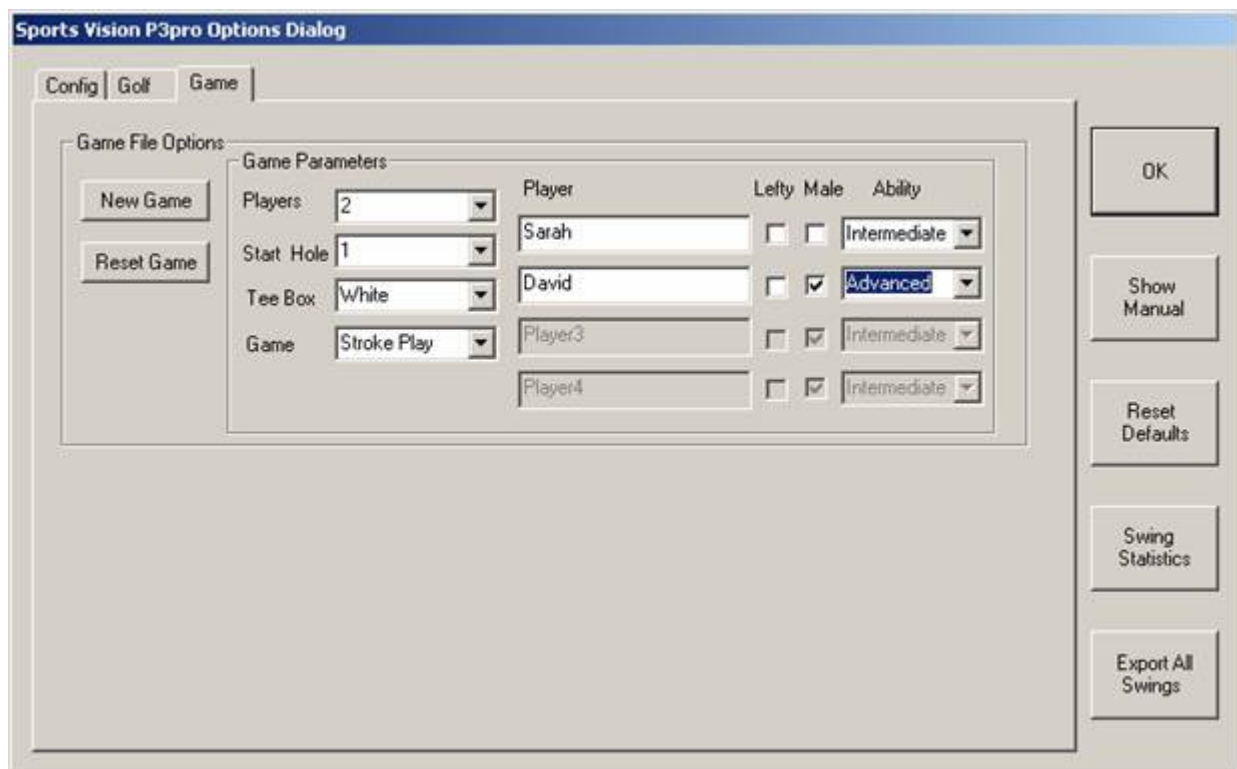 Sports Vision P3pro Options Dialog
Config Golf Game
Game File Options
Game Parameters
New Game
Reset Game
Players 2
Start Hole 1
Tee Box White
Game Stroke Play
Player Lefty Male Ability
Sarah Intermediate
David Advanced
Player3 Intermediate
Player4 Intermediate
OK
Show
Manual
Reset
Defaults
Swing
Statistics
Export All
Swings